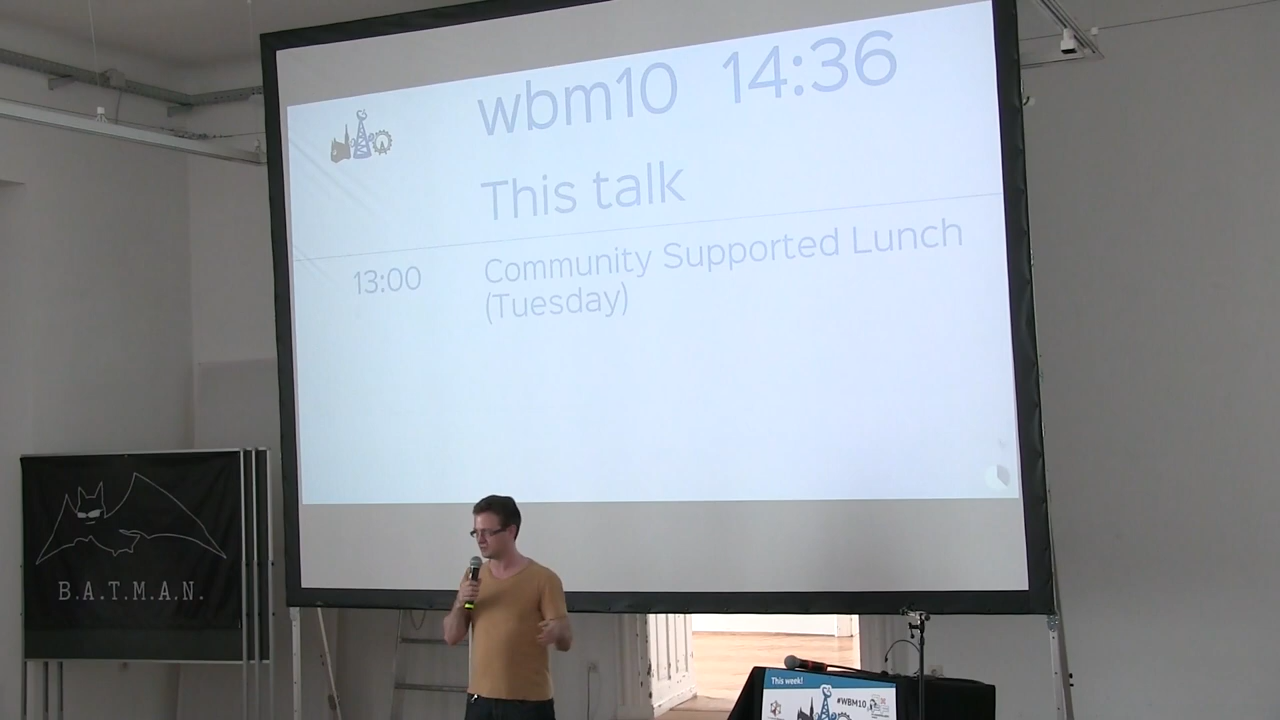 wbm10 14:36
This talk
13:00 Community Supported Lunch
(Tuesday)
B.A.T.M.A.N.
This week!
#WBM10